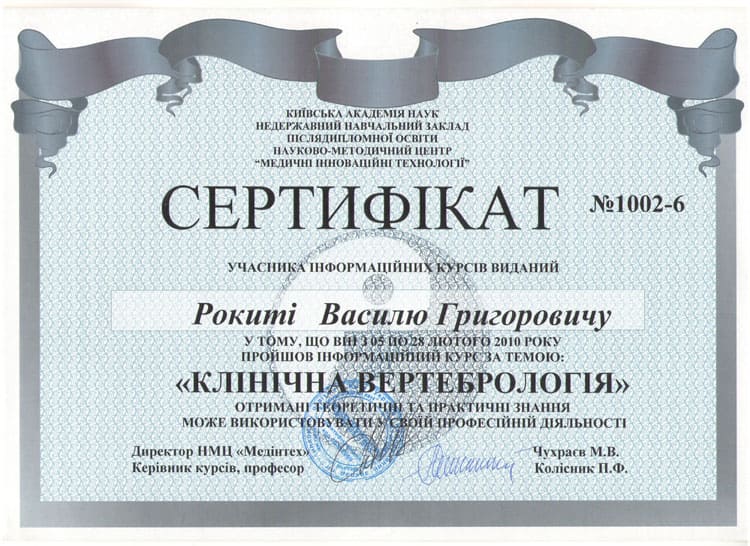 КИЇВСЬКА АКАДЕМІЯ НАУК
НЕДЕРЖАВНИЙ НАВЧАЛЬНИЙ ЗАКЛАД
ПІСЛЯДИПЛОМНОЇ ОСВІТИ
НАУКОВО-МЕТОДИЧНИЙ ЦЕНТР
"МЕДИЧНІ ІННОВАЦІЙНІ ТЕХНОЛОГІЇ"
СЕРТИФІКАТ №1002-6
УЧАСНИКА ІНФОРМАЦІЙНИХ КУРСІВ ВИДАНИЙ
Рокиті Василю Григоровичу
У ТОМУ, ЩО ВІН З 05 ПО 28 ЛЮТОГО 2010 РОКУ
ПРОЙШОВ ІНФОРМАЦІЙНИЙ КУРС ЗА ТЕМОЮ:
«КЛІНІЧНА ВЕРТЕБРОЛОГІЯ»
ОТРИМАНІ ТЕОРЕТИЧНІ ТА ПРАКТИЧНІ ЗНАННЯ
МОЖЕ ВИКОРИСТОВУВАТИ У СВОЇЙ ПРОФЕСІЙНІЙ ДІЯЛЬНОСТІ
Директор НМЦ «Медінтех» Чухраєв М.В.
Керівник курсів, професор Колісник П.Ф.